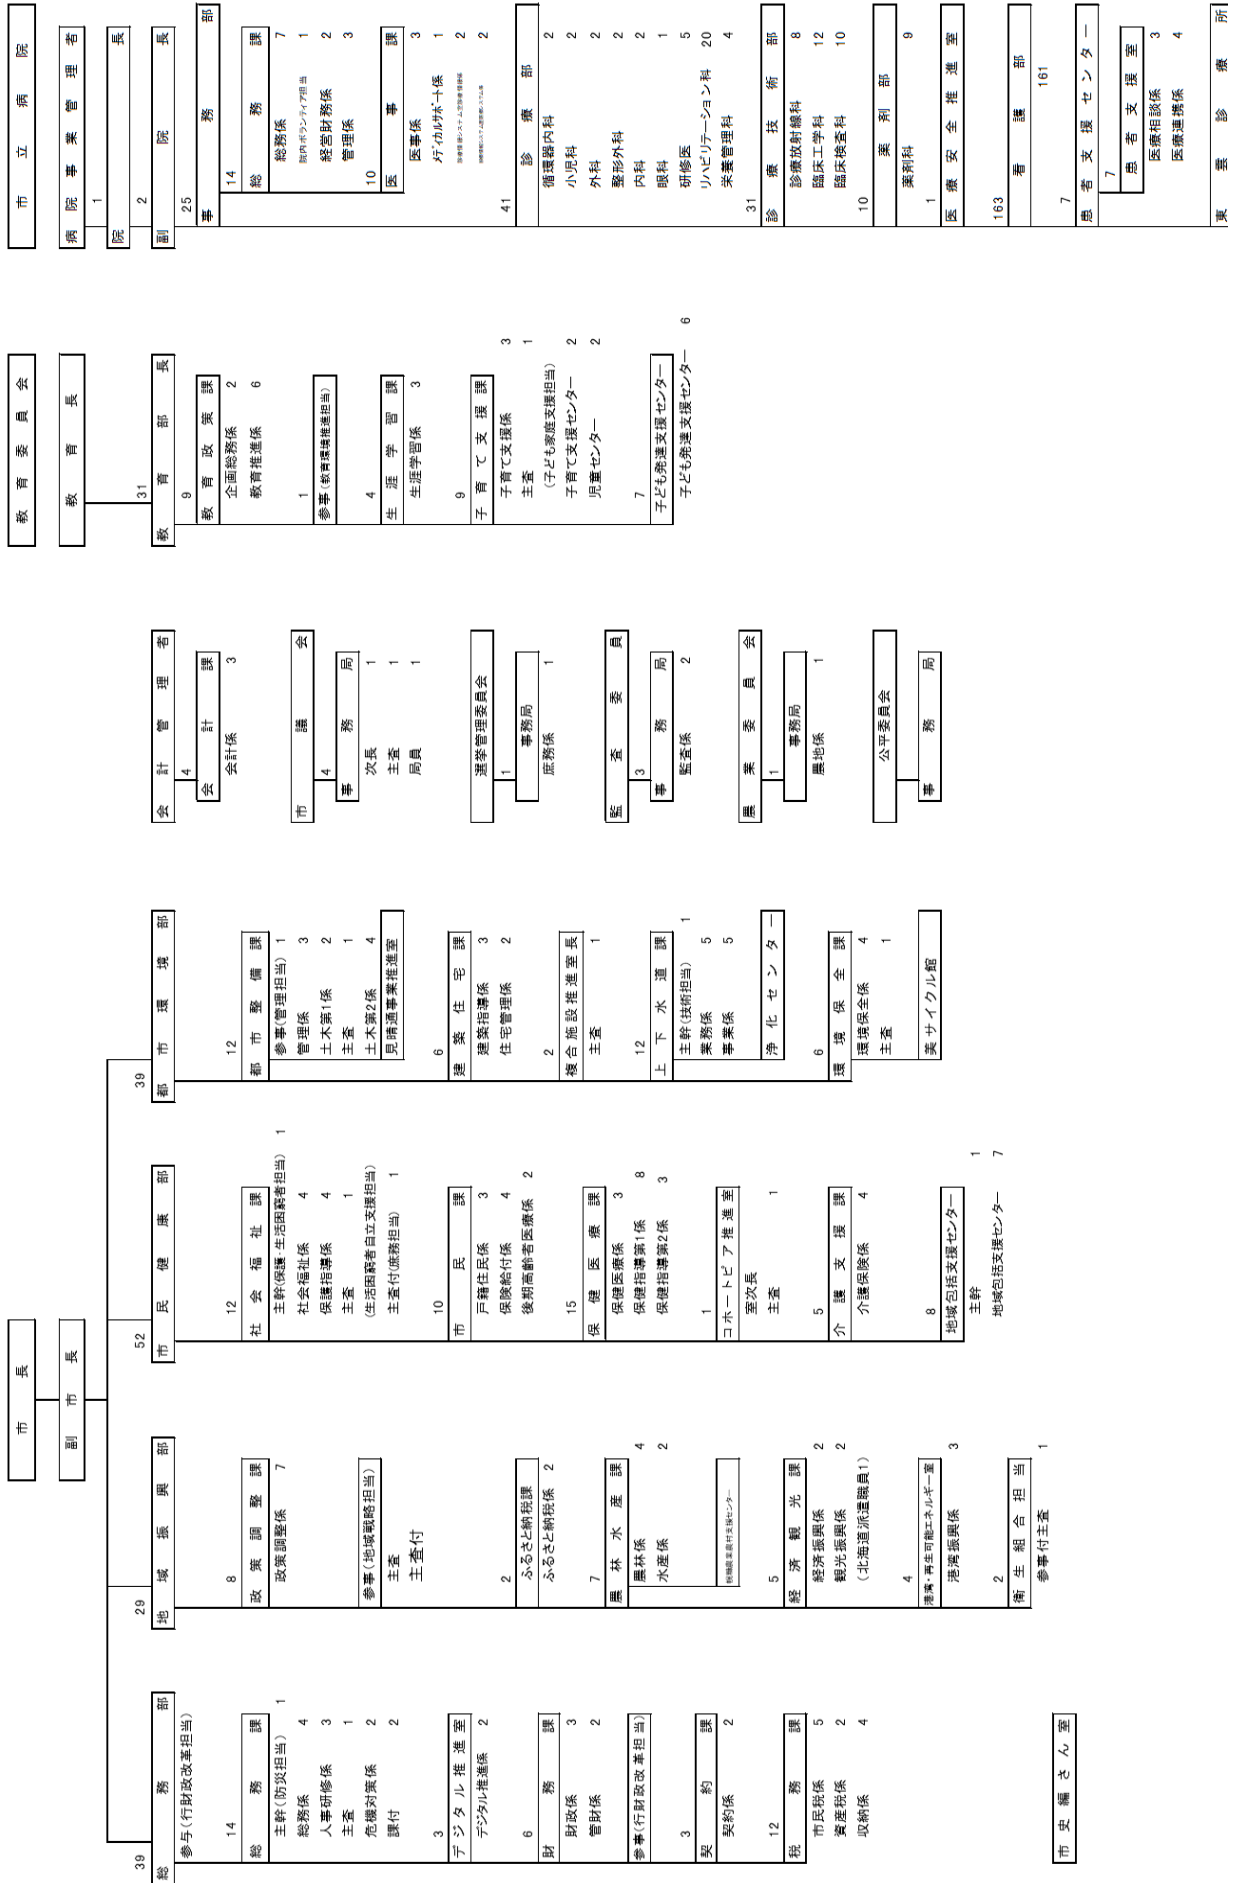 市長
副市長
39
総務部
参与(行財政改革担当)
14
総務課
主幹(防災担当) 1
総務係 4
人事研修係 3
主査 1
危機対策係 2
課付 2
3
デジタル推進室
デジタル推進係 2
6
財務課
財政係 3
管財係 2
参事(行財政改革担当)
3
契約課
契約係 2
12
税務課
市民税係 5
資産税係 2
収納係 4
市史編さん室
29
地域振興部
8
政策調整課
政策調整係 7
参事(地域戦略担当)
主査
主査付
2
ふるさと納税課
ふるさと納税係 2
7
農林水産課
農林係 4
水産係 2
5
経済観光課
経済振興係 2
観光振興係 2
(北海道派遣職員1)
4
港湾・再生可能エネルギー室
港湾振興係 3
2
衛生組合担当
参事付主査 1
52
市民健康部
12
社会福祉課
主幹(保護・生活困窮者担当) 1
社会福祉係 4
保護指導係 4
主査 1
(生活困窮者自立支援担当)
主査付(庶務担当) 1
10
市民課
戸籍住民係 3
保険給付係 4
後期高齢者医療係 2
15
保健医療課
保健医療係 3
保健指導第1係 8
保健指導第2係 3
1
コホートピア推進室
室次長
主査 1
5
介護支援課
介護保険係 4
8
地域包括支援センター
主幹 1
地域包括支援センター 7
39
都市環境部
12
都市整備課
参事(管理担当) 1
管理係 3
土木第1係 2
主査 1
土木第2係 4
見晴通事業推進室
6
建築住宅課
建築指導係 3
住宅管理係 2
2
複合施設推進室長
主査 1
12
上下水道課
主幹(技術担当) 1
業務係 5
事業係 5
浄化センター
6
環境保全課
環境保全係 4
主査 1
美サイクル館
会計管理者
4
会計課
会計係 3
市議会
4
事務局
次長 1
主査 1
局員 1
選挙管理委員会
1
事務局
庶務係 1
監査委員
3
事務局
監査係 2
農業委員会
1
事務局
農地係 1
公平委員会
事務局
教育委員会
教育長
31
教育部長
9
教育政策課
企画総務係 2
教育推進係 6
1
参事(教育環境推進担当)
4
生涯学習課
生涯学習係 3
9
子育て支援課
子育て支援係 3
主査 1
(子ども家庭支援担当)
子育て支援センター 2
児童センター 2
7
子ども発達支援センター
子ども発達支援センター 6
市立病院
病院事業管理者
1
院長
2
副院長
25
事務部
14
総務課
総務係 7
院内ボランティア担当 1
経営財務係 2
管理係 3
10
医事課
医事係 3
メディカルサポート係 1
2
2
41
診療部
循環器内科 2
小児科 2
外科 2
整形外科 2
内科 2
眼科 1
研修医 5
リハビリテーション科 20
栄養管理科 4
31
診療技術部
診療放射線科 8
臨床工学科 12
臨床検査科 10
10
薬剤部
薬剤科 9
1
医療安全推進室
163
看護部
161
7
患者支援センター
7
患者支援室
医療相談係 3
医療連携係 4
東雲診療所